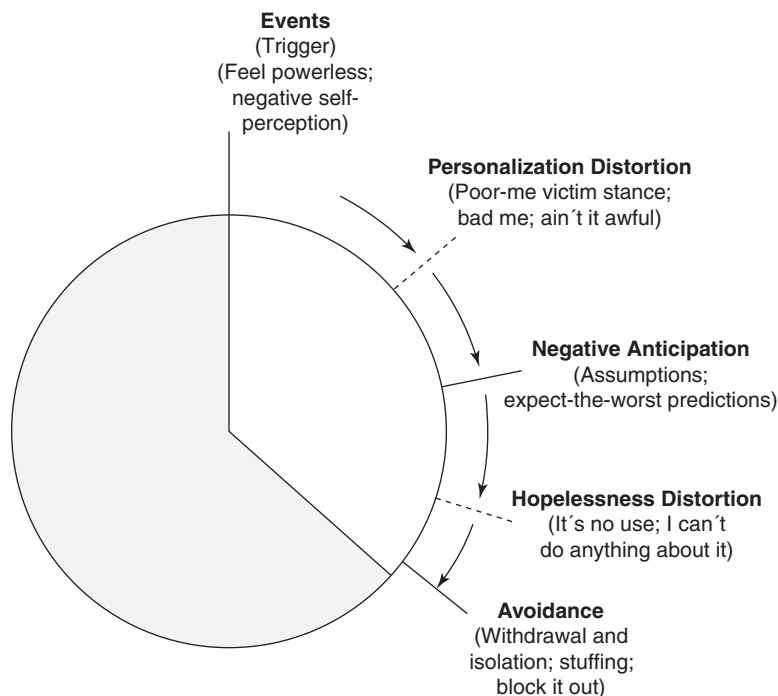 Events
(Trigger)
(Feel powerless;
negative self-
perception)
Personalization Distortion
(Poor-me victim stance;
bad me; ain´t it awful)
Negative Anticipation
(Assumptions;
expect-the-worst predictions)
Hopelessness Distortion
(It´s no use; I can´t
do anything about it)
Avoidance
(Withdrawal and
isolation; stuffing;
block it out)